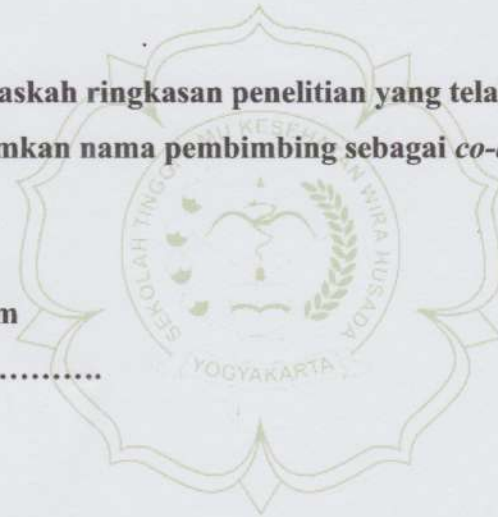 askah ringkasan penelitian yang tela
mkan nama pembimbing sebagai co-
m
...........
SEKOLAH TINGGI ILMU KESEHATAN WIRA HUSADA
YOGYAKARTA